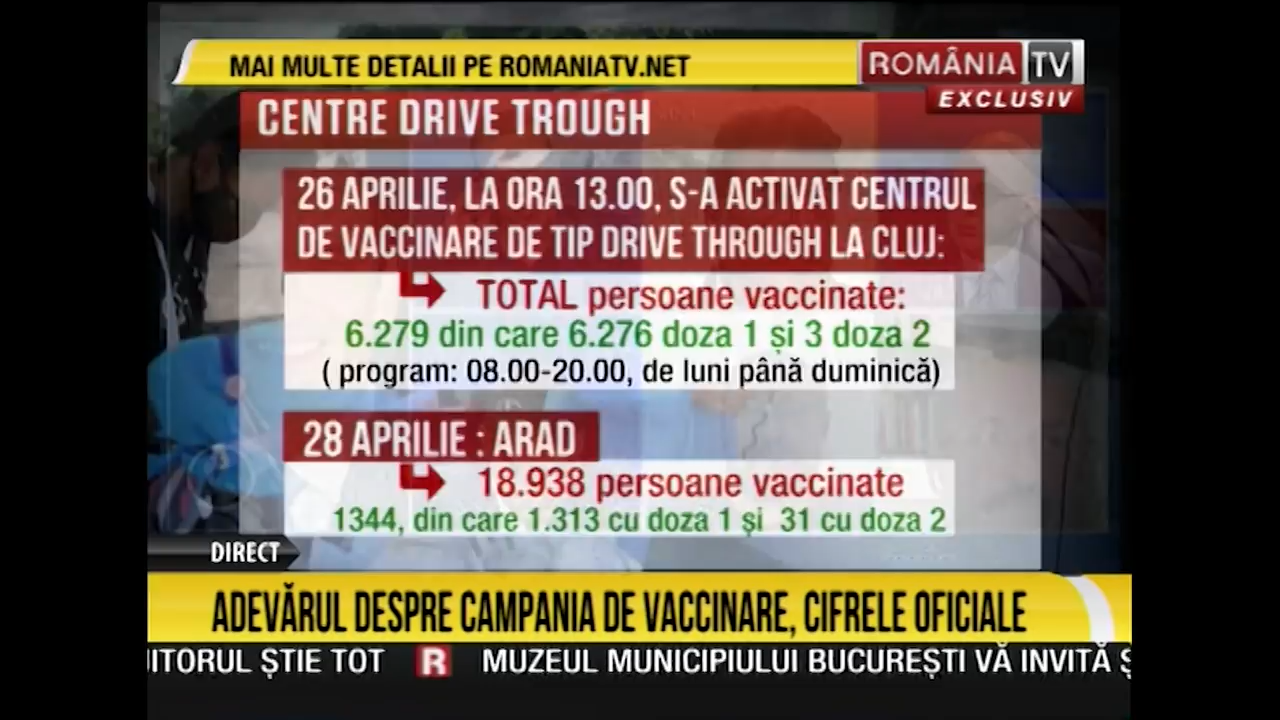 MAI MULTE DETALII PE ROMANIATV.NET
ROMÂNIA TV
EXCLUSIV
CENTRE DRIVE TROUGH
26 APRILIE, LA ORA 13.00, S-A ACTIVAT CENTRUL
DE VACCINARE DE TIP DRIVE THROUGH LA CLUJ:
TOTAL persoane vaccinate:
6.279 din care 6.276 doza 1 și 3 doza 2
( program: 08.00-20.00, de luni până duminică)
28 APRILIE : ARAD
18.938 persoane vaccinate
1344, din care 1.313 cu doza 1 și 31 cu doza 2
DIRECT
ADEVĂRUL DESPRE CAMPANIA DE VACCINARE, CIFRELE OFICIALE
ITORUL ȘTIE TOT R MUZEUL MUNICIPIULUI BUCUREȘTI VĂ INVITĂ